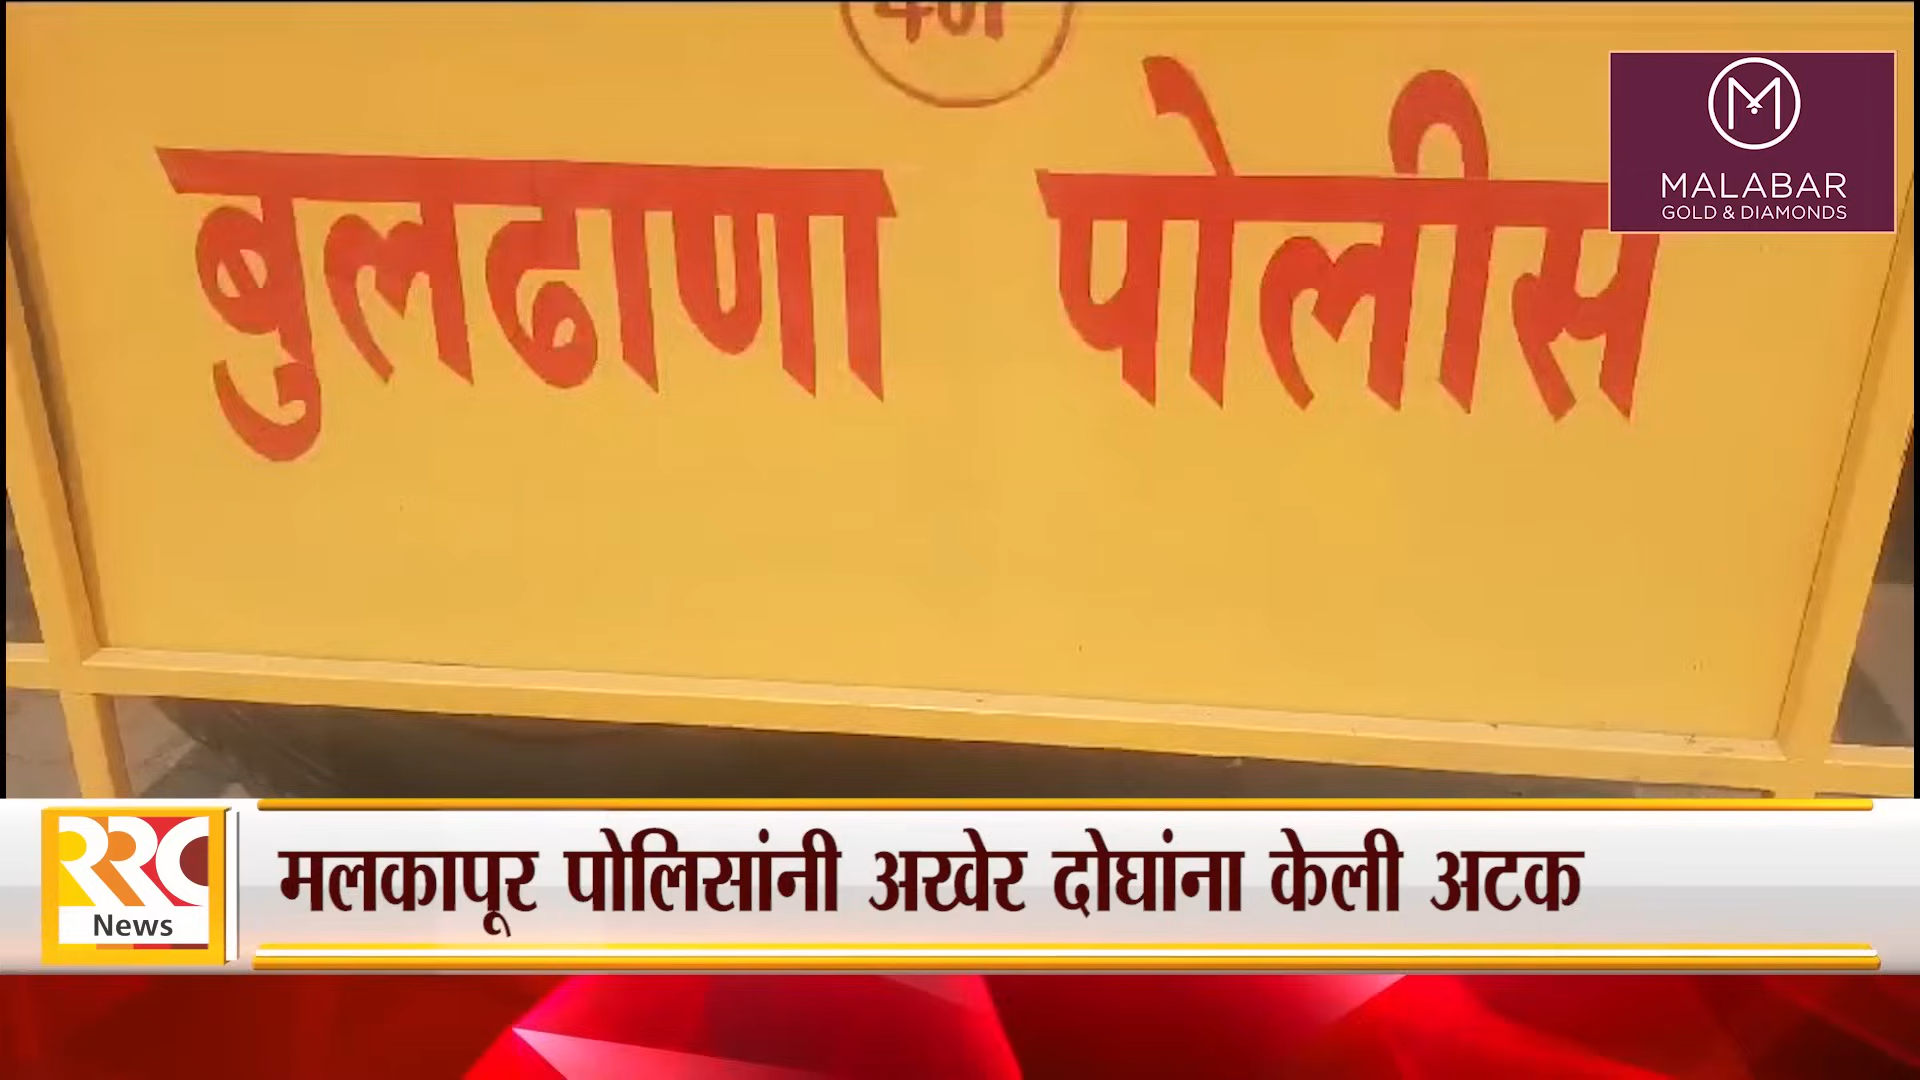 बुलढाणा पोलीस
MALABAR
GOLD & DIAMONDS
RRC
News
मलकापूर पोलिसांनी अखेर दोघांना केली अटक